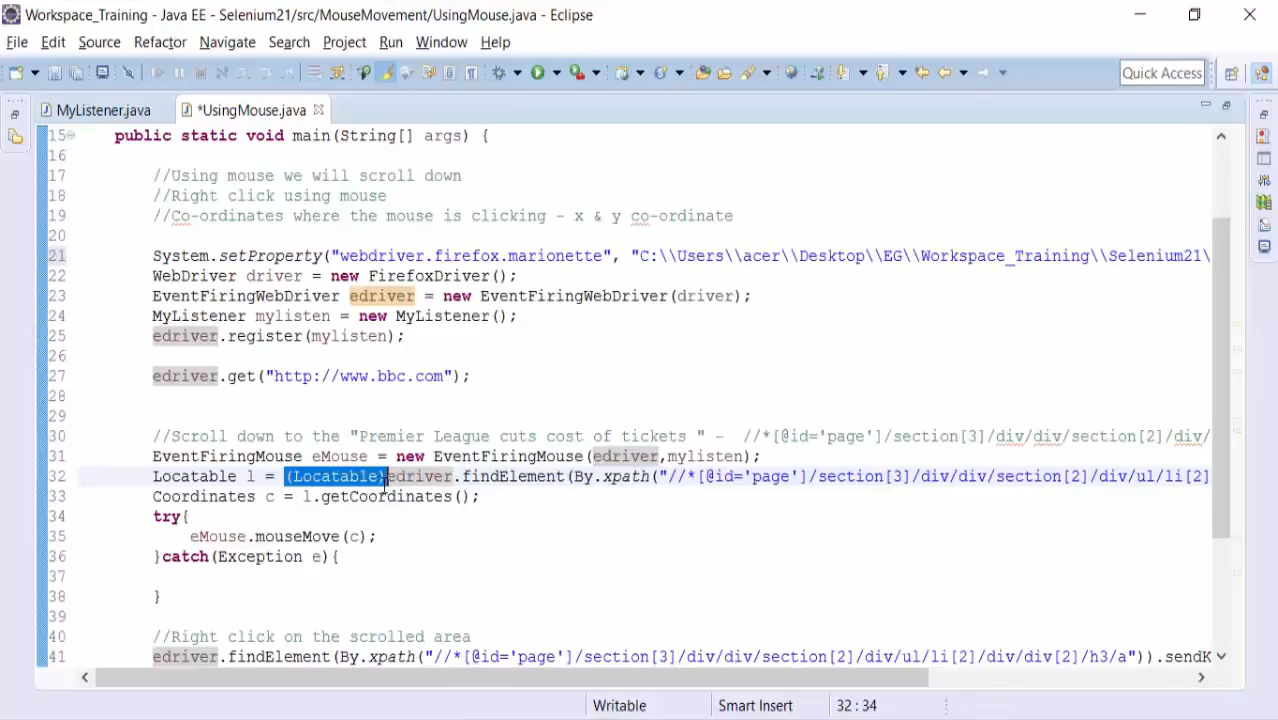 Workspace_Training - Java EE - Selenium21/src/MouseMovement/UsingMouse.java - Eclipse
File Edit Source Refactor Navigate Search Project Run Window Help
Quick Access
MyListener.java *UsingMouse.java
15 public static void main(String[] args) {
16
17 //Using mouse we will scroll down
18 //Right click using mouse
19 //Co-ordinates where the mouse is clicking - x & y co-ordinate
20
21 System.setProperty("webdriver.firefox.marionette", "C:\\Users\\acer\\Desktop\\EG\\Workspace_Training\\Selenium21\
22 WebDriver driver = new FirefoxDriver();
23 EventFiringWebDriver edriver = new EventFiringWebDriver(driver);
24 MyListener mylisten = new MyListener();
25 edriver.register(mylisten);
26
27 edriver.get("http://www.bbc.com");
28
29
30 //Scroll down to the "Premier League cuts cost of tickets " - //*[@id='page']/section[3]/div/div/section[2]/div/
31 EventFiringMouse eMouse = new EventFiringMouse(edriver,mylisten);
32 Locatable l = (Locatable)edriver.findElement(By.xpath("//*[@id='page']/section[3]/div/div/section[2]/div/ul/li[2]
33 Coordinates c = l.getCoordinates();
34 try{
35 eMouse.mouseMove(c);
36 }catch(Exception e){
37
38 }
39
40 //Right click on the scrolled area
41 edriver.findElement(By.xpath("//*[@id='page']/section[3]/div/div/section[2]/div/ul/li[2]/div/div[2]/h3/a")).sendK
Writable Smart Insert 32 : 34